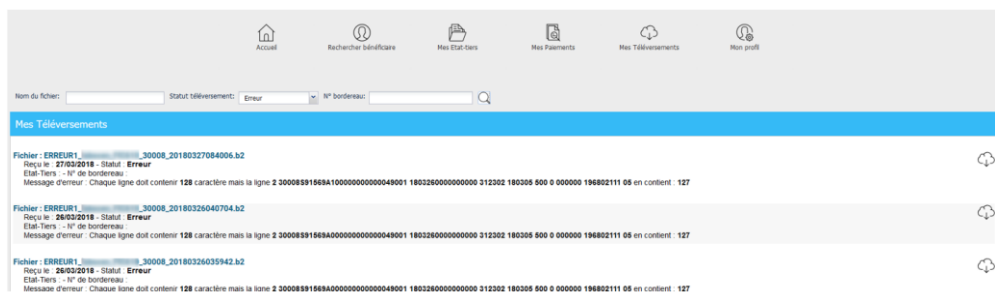 Accueil
Rechercher bénéficiaire
Mes Etat-tiers
Mes Paiements
Mes Téléversements
Mon profil
Nom du fichier:
Statut téléversement: Erreur
N° bordereau:
Mes Téléversements
Fichier : ERREUR1_ _30008_20180327084006.b2
Reçu le : 27/03/2018 - Statut : Erreur
Etat-Tiers : - N° de bordereau :
Message d'erreur : Chaque ligne doit contenir 128 caractère mais la ligne 2 30008S91569A10000000000049001 1803260000000000 312302 180305 500 0 000000 196802111 05 en contient : 127
Fichier : ERREUR1_ _30008_20180326040704.b2
Reçu le : 26/03/2018 - Statut : Erreur
Etat-Tiers : - N° de bordereau :
Message d'erreur : Chaque ligne doit contenir 128 caractère mais la ligne 2 30008S91569A00000000000049001 1803260000000000 312302 180305 500 0 000000 196802111 05 en contient : 127
Fichier : ERREUR1_ _30008_20180326035942.b2
Reçu le : 26/03/2018 - Statut : Erreur
Etat-Tiers : - N° de bordereau :
Message d'erreur : Chaque ligne doit contenir 128 caractère mais la ligne 2 30008S91569A00000000000049001 1803260000000000 312302 180305 500 0 000000 196802111 05 en contient : 127